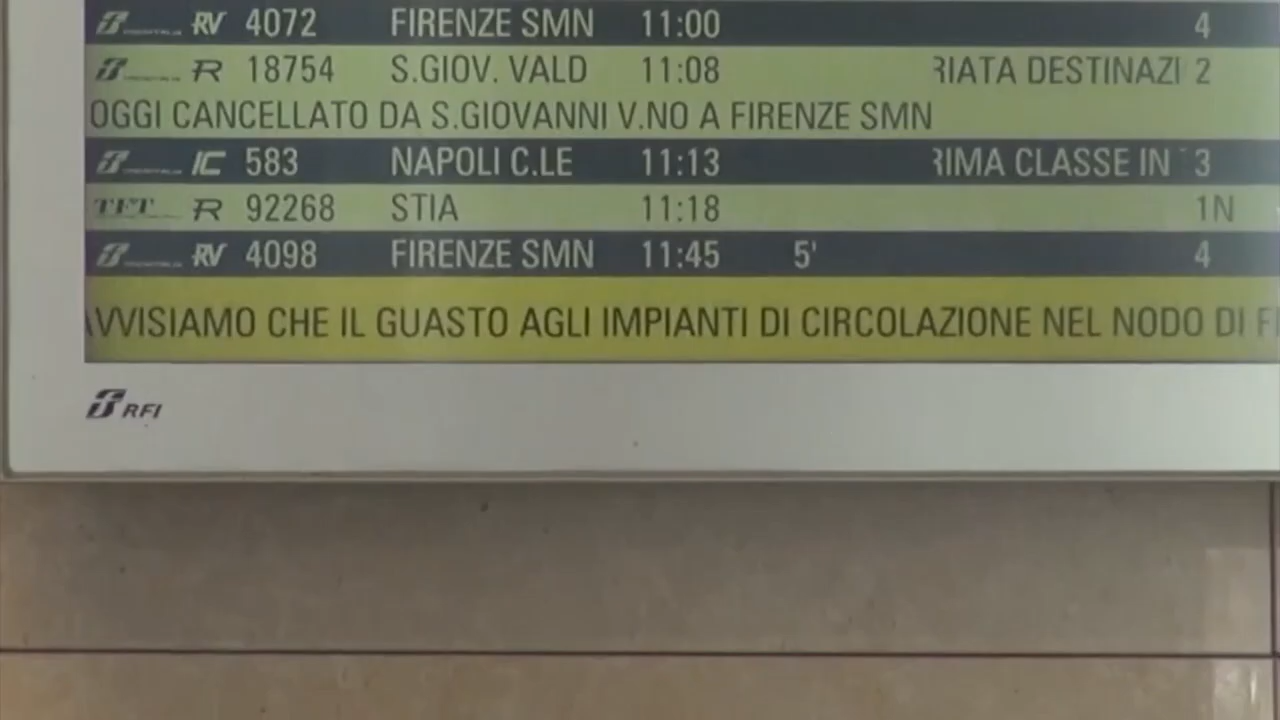 RV 4072 FIRENZE SMN 11:00 4
R 18754 S.GIOV. VALD 11:08 RIATA DESTINAZI 2
OGGI CANCELLATO DA S.GIOVANNI V.NO A FIRENZE SMN
IC 583 NAPOLI C.LE 11:13 RIMA CLASSE IN 3
TFT R 92268 STIA 11:18 1N
RV 4098 FIRENZE SMN 11:45 5' 4
AVVISIAMO CHE IL GUASTO AGLI IMPIANTI DI CIRCOLAZIONE NEL NODO DI F
RFI